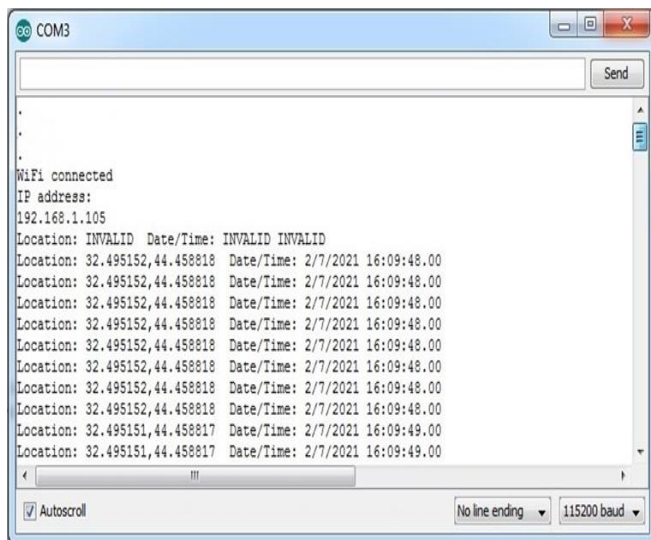 COM3
Send
.
.
.
WiFi connected
IP address:
192.168.1.105
Location: INVALID  Date/Time: INVALID INVALID
Location: 32.495152,44.458818  Date/Time: 2/7/2021 16:09:48.00
Location: 32.495152,44.458818  Date/Time: 2/7/2021 16:09:48.00
Location: 32.495152,44.458818  Date/Time: 2/7/2021 16:09:48.00
Location: 32.495152,44.458818  Date/Time: 2/7/2021 16:09:48.00
Location: 32.495152,44.458818  Date/Time: 2/7/2021 16:09:48.00
Location: 32.495152,44.458818  Date/Time: 2/7/2021 16:09:48.00
Location: 32.495152,44.458818  Date/Time: 2/7/2021 16:09:48.00
Location: 32.495152,44.458818  Date/Time: 2/7/2021 16:09:48.00
Location: 32.495151,44.458817  Date/Time: 2/7/2021 16:09:49.00
Location: 32.495151,44.458817  Date/Time: 2/7/2021 16:09:49.00
Autoscroll
No line ending
115200 baud